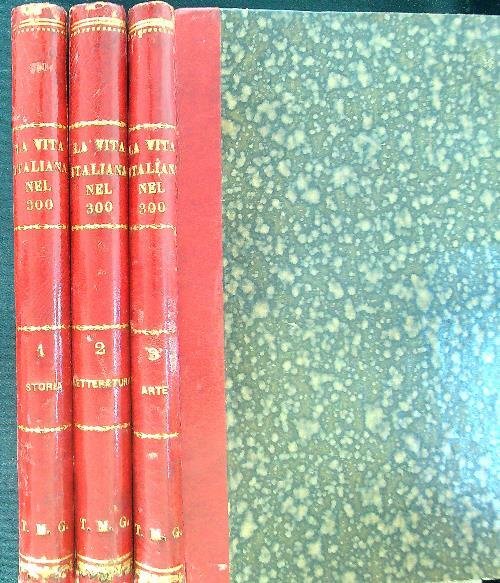 LA VITA
ITALIANA
NEL
300
1
STORIA
T. M. G.
LA VITA
ITALIANA
NEL
300
2
LETTERATURA
T. M. G.
LA VITA
ITALIANA
NEL
300
3
ARTE
T. M. G.